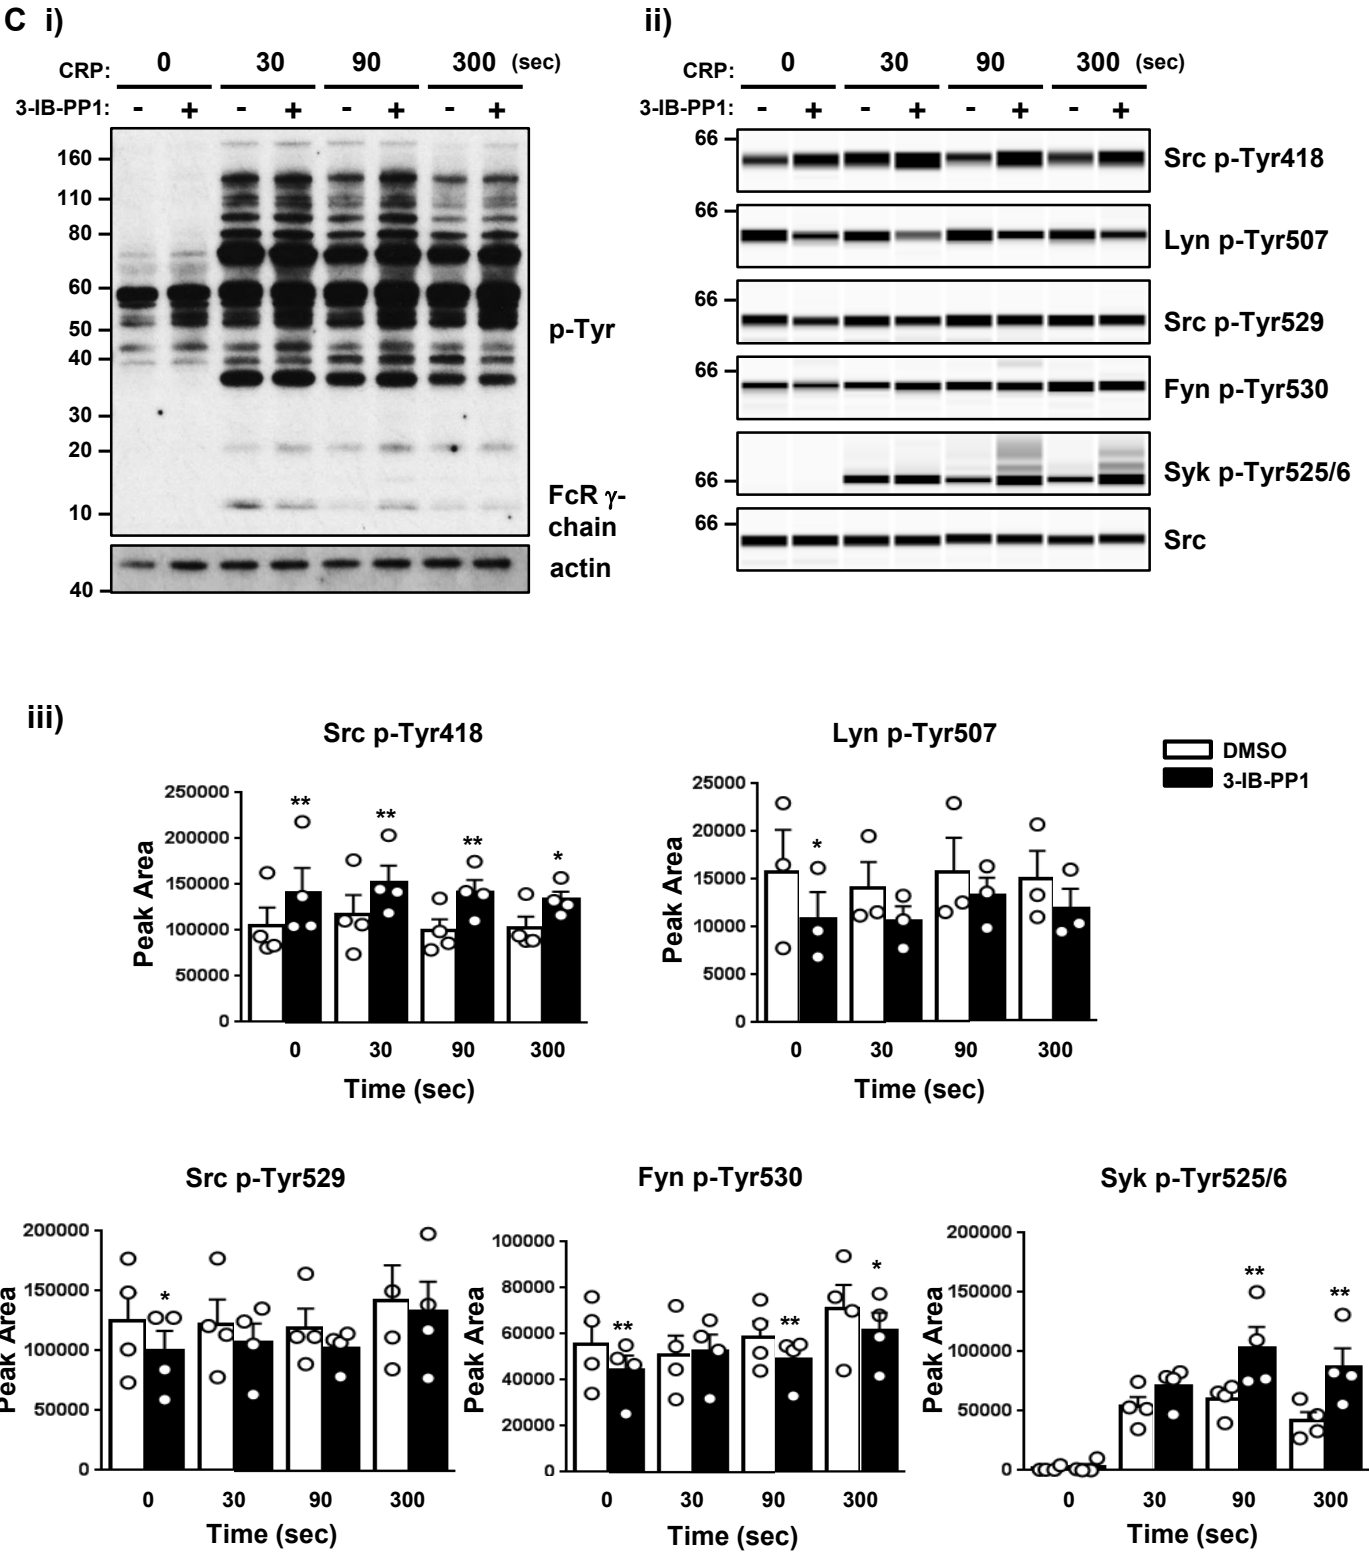 C i)
CRP: 0 30 90 300 (sec)
3-IB-PP1: - + - + - + - +
160
110
80
60
50
40
30
20
10
p-Tyr
FcR γ-
chain
40
actin
ii)
CRP: 0 30 90 300 (sec)
3-IB-PP1: - + - + - + - +
66 Src p-Tyr418
66 Lyn p-Tyr507
66 Src p-Tyr529
66 Fyn p-Tyr530
66 Syk p-Tyr525/6
66 Src
iii)
Src p-Tyr418
Peak Area
250000
200000
150000
100000
50000
0
** ** ** *
0 30 90 300
Time (sec)
Lyn p-Tyr507
Peak Area
25000
20000
15000
10000
5000
0
*
0 30 90 300
Time (sec)
DMSO
3-IB-PP1
Src p-Tyr529
Peak Area
200000
150000
100000
50000
0
*
0 30 90 300
Time (sec)
Fyn p-Tyr530
Peak Area
100000
80000
60000
40000
20000
0
** ** *
0 30 90 300
Time (sec)
Syk p-Tyr525/6
Peak Area
200000
150000
100000
50000
0
** **
0 30 90 300
Time (sec)